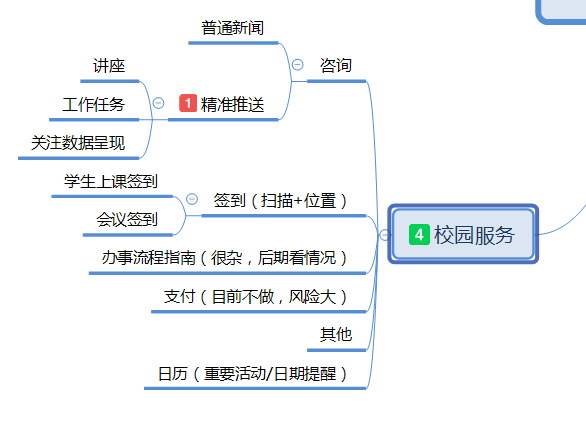 普通新闻
咨询
讲座
工作任务
1 精准推送
关注数据呈现
学生上课签到
签到（扫描+位置）
会议签到
4 校园服务
办事流程指南（很杂，后期看情况）
支付（目前不做，风险大）
其他
日历（重要活动/日期提醒）